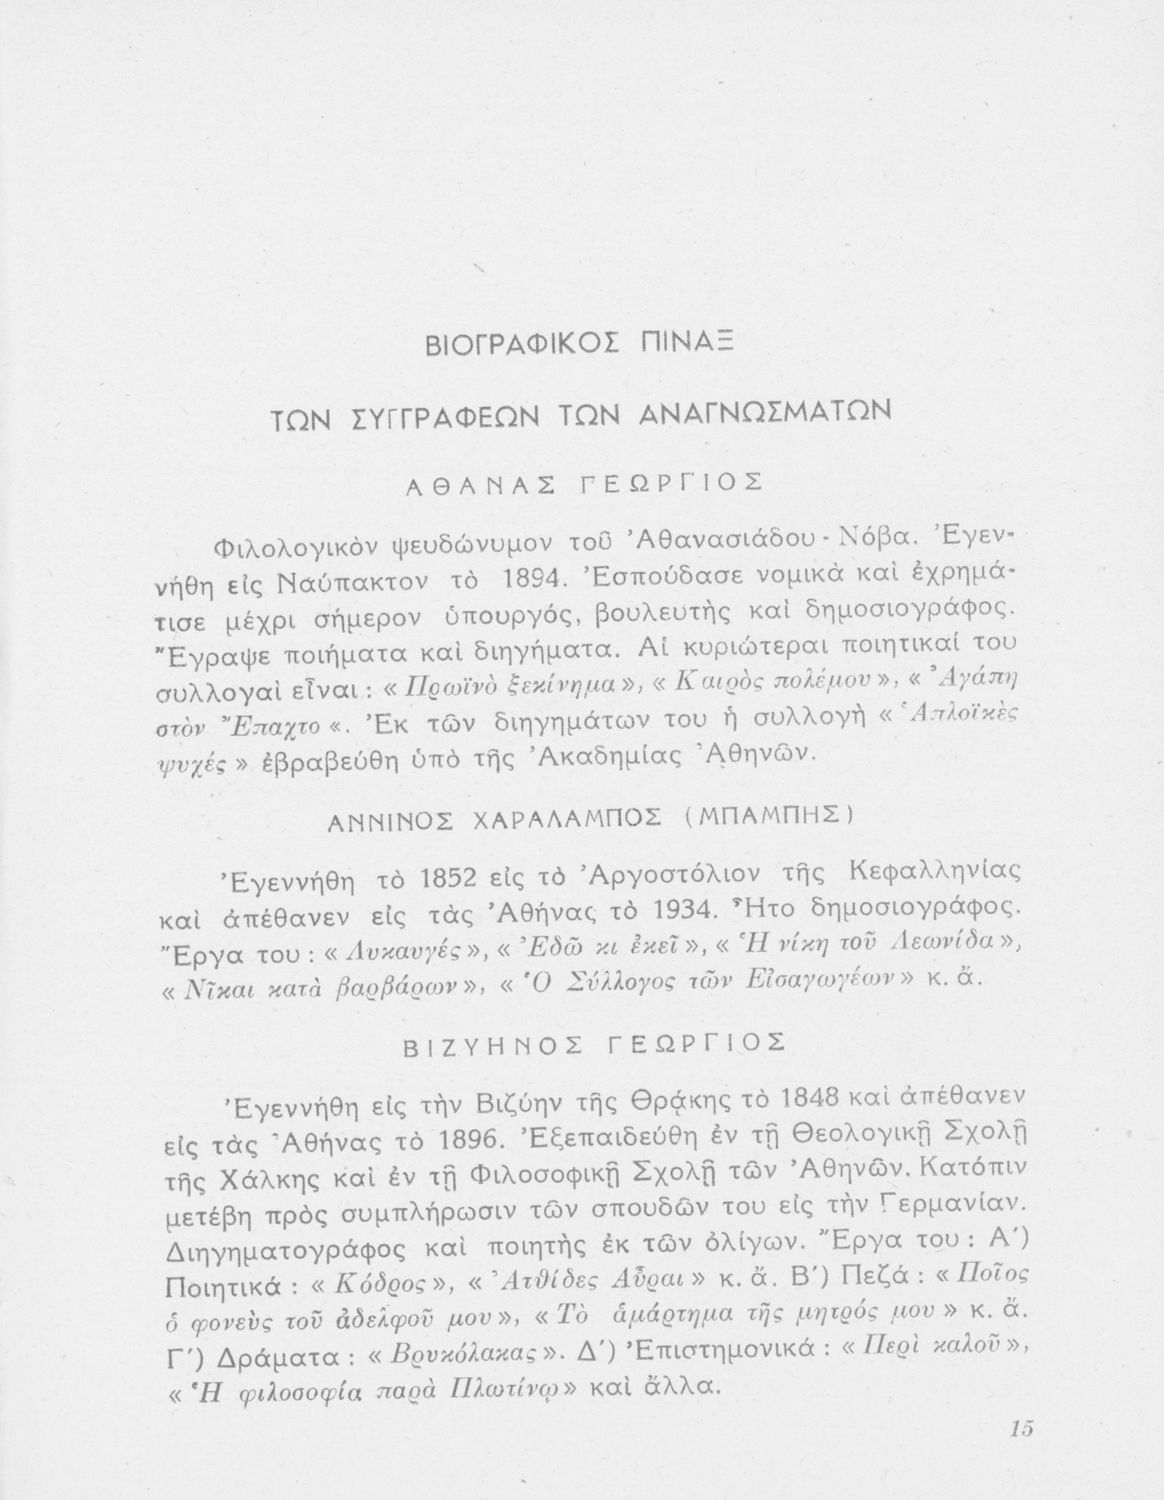 ΒΙΟΓΡΑΦΙΚΟΣ ΠΙΝΑΞ
ΤΩΝ ΣΥΓΓΡΑΦΕΩΝ ΤΩΝ ΑΝΑΓΝΩΣΜΑΤΩΝ
ΑΘΑΝΑΣ ΓΕΩΡΓΙΟΣ
Φιλολογικὸν ψευδώνυμον τοῦ Ἀθανασιάδου - Νόβα. Ἐγεν-
νήθη εἰς Ναύπακτον τὸ 1894. Ἐσπούδασε νομικὰ καὶ ἐχρημά-
τισε μέχρι σήμερον ὑπουργός, βουλευτὴς καὶ δημοσιογράφος.
Ἔγραψε ποιήματα καὶ διηγήματα. Αἱ κυριώτεραι ποιητικαί του
συλλογαὶ εἶναι : « Πρωϊνὸ ξεκίνημα », « Καιρὸς πολέμου », « Ἀγάπη
στὸν Ἔπαχτο «. Ἐκ τῶν διηγημάτων του ἡ συλλογὴ « Ἁπλοϊκὲς
ψυχές » ἐβραβεύθη ὑπὸ τῆς Ἀκαδημίας Ἀθηνῶν.
ΑΝΝΙΝΟΣ ΧΑΡΑΛΑΜΠΟΣ (ΜΠΑΜΠΗΣ)
Ἐγεννήθη τὸ 1852 εἰς τὸ Ἀργοστόλιον τῆς Κεφαλληνίας
καὶ ἀπέθανεν εἰς τὰς Ἀθήνας τὸ 1934. Ἦτο δημοσιογράφος.
Ἔργα του : « Λυκαυγές », « Ἐδῶ κι ἐκεῖ », « Ἡ νίκη τοῦ Λεωνίδα »,
« Νῖκαι κατὰ βαρβάρων », « Ὁ Σύλλογος τῶν Εἰσαγωγέων » κ. ἄ.
ΒΙΖΥΗΝΟΣ ΓΕΩΡΓΙΟΣ
Ἐγεννήθη εἰς τὴν Βιζύην τῆς Θρᾴκης τὸ 1848 καὶ ἀπέθανεν
εἰς τὰς Ἀθήνας τὸ 1896. Ἐξεπαιδεύθη ἐν τῇ Θεολογικῇ Σχολῇ
τῆς Χάλκης καὶ ἐν τῇ Φιλοσοφικῇ Σχολῇ τῶν Ἀθηνῶν. Κατόπιν
μετέβη πρὸς συμπλήρωσιν τῶν σπουδῶν του εἰς τὴν Γερμανίαν.
Διηγηματογράφος καὶ ποιητὴς ἐκ τῶν ὀλίγων. Ἔργα του : Α΄)
Ποιητικά : « Κόδρος », « Ἀτθίδες Αὖραι » κ. ἄ. Β΄) Πεζά : « Ποῖος
ὁ φονεὺς τοῦ ἀδελφοῦ μου », « Τὸ ἁμάρτημα τῆς μητρός μου » κ. ἄ.
Γ΄) Δράματα : « Βρυκόλακας ». Δ΄) Ἐπιστημονικά : « Περὶ καλοῦ »,
« Ἡ φιλοσοφία παρὰ Πλωτίνῳ » καὶ ἄλλα.
15